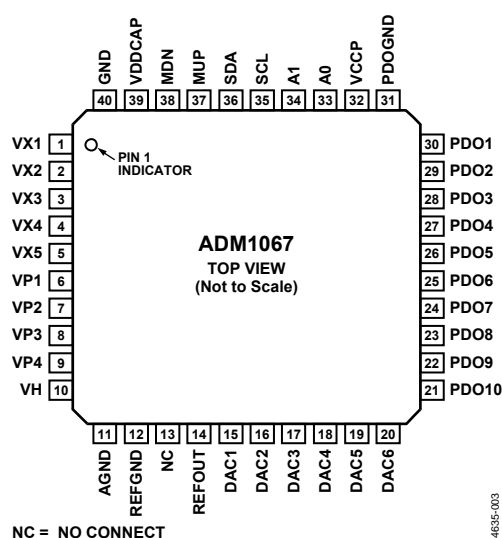 GND
VDDCAP
MDN
MUP
SDA
SCL
A1
A0
VCCP
PDOGND
40 39 38 37 36 35 34 33 32 31
VX1 1
VX2 2
VX3 3
VX4 4
VX5 5
VP1 6
VP2 7
VP3 8
VP4 9
VH 10
PIN 1
INDICATOR
ADM1067
TOP VIEW
(Not to Scale)
30 PDO1
29 PDO2
28 PDO3
27 PDO4
26 PDO5
25 PDO6
24 PDO7
23 PDO8
22 PDO9
21 PDO10
11 12 13 14 15 16 17 18 19 20
AGND
REFGND
NC
REFOUT
DAC1
DAC2
DAC3
DAC4
DAC5
DAC6
NC = NO CONNECT
4635-003